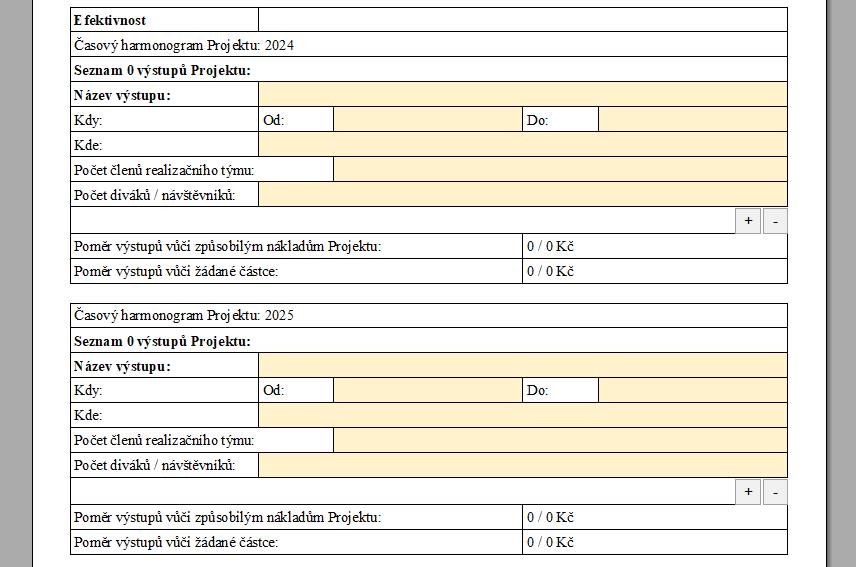 Efektivnost
Časový harmonogram Projektu: 2024
Seznam 0 výstupů Projektu:
Název výstupu:
Kdy: Od: Do:
Kde:
Počet členů realizačního týmu:
Počet diváků / návštěvníků:
+ -
Poměr výstupů vůči způsobilým nákladům Projektu: 0 / 0 Kč
Poměr výstupů vůči žádané částce: 0 / 0 Kč
Časový harmonogram Projektu: 2025
Seznam 0 výstupů Projektu:
Název výstupu:
Kdy: Od: Do:
Kde:
Počet členů realizačního týmu:
Počet diváků / návštěvníků:
+ -
Poměr výstupů vůči způsobilým nákladům Projektu: 0 / 0 Kč
Poměr výstupů vůči žádané částce: 0 / 0 Kč